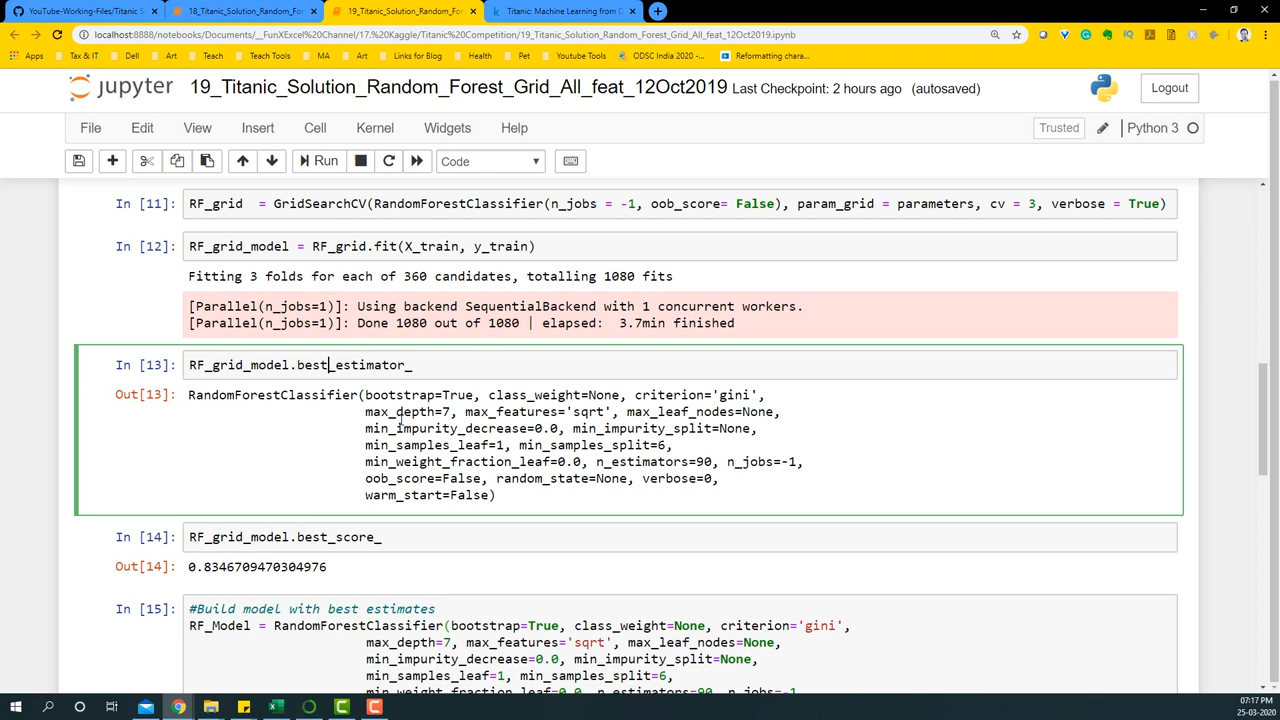 YouTube-Working-Files/Titanic S
18_Titanic_Solution_Random_Fo
19_Titanic_Solution_Random_Fo
Titanic: Machine Learning from D
localhost:8888/notebooks/Documents/__FunXExcel%20Channel/17.%20Kaggle/Titanic%20Competition/19_Titanic_Solution_Random_Forest_Grid_All_feat_12Oct2019.ipynb
Apps
Tax & IT
Dell
Art
Teach
Teach Tools
MA
Art
Links for Blog
Health
Pet
Youtube Tools
ODSC India 2020 -...
Reformatting chara...
jupyter
19_Titanic_Solution_Random_Forest_Grid_All_feat_12Oct2019 Last Checkpoint: 2 hours ago (autosaved)
Logout
File Edit View Insert Cell Kernel Widgets Help
Trusted
Python 3
Run
Code
In [11]: RF_grid = GridSearchCV(RandomForestClassifier(n_jobs = -1, oob_score= False), param_grid = parameters, cv = 3, verbose = True)
In [12]: RF_grid_model = RF_grid.fit(X_train, y_train)
Fitting 3 folds for each of 360 candidates, totalling 1080 fits
[Parallel(n_jobs=1)]: Using backend SequentialBackend with 1 concurrent workers.
[Parallel(n_jobs=1)]: Done 1080 out of 1080 | elapsed: 3.7min finished
In [13]: RF_grid_model.best_estimator_
Out[13]: RandomForestClassifier(bootstrap=True, class_weight=None, criterion='gini',
max_depth=7, max_features='sqrt', max_leaf_nodes=None,
min_impurity_decrease=0.0, min_impurity_split=None,
min_samples_leaf=1, min_samples_split=6,
min_weight_fraction_leaf=0.0, n_estimators=90, n_jobs=-1,
oob_score=False, random_state=None, verbose=0,
warm_start=False)
In [14]: RF_grid_model.best_score_
Out[14]: 0.8346709470304976
In [15]: #Build model with best estimates
RF_Model = RandomForestClassifier(bootstrap=True, class_weight=None, criterion='gini',
max_depth=7, max_features='sqrt', max_leaf_nodes=None,
min_impurity_decrease=0.0, min_impurity_split=None,
min_samples_leaf=1, min_samples_split=6,
min_weight_fraction_leaf=0.0, n_estimators=90, n_jobs=-1,
07:17 PM
25-03-2020